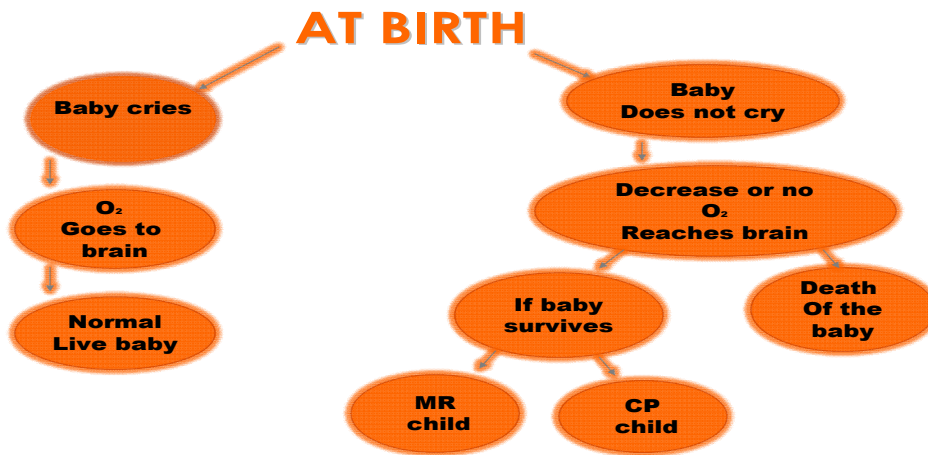 AT BIRTH
Baby cries
Baby
Does not cry
O₂
Goes to
brain
Decrease or no
O₂
Reaches brain
Normal
Live baby
If baby
survives
Death
Of the
baby
MR
child
CP
child